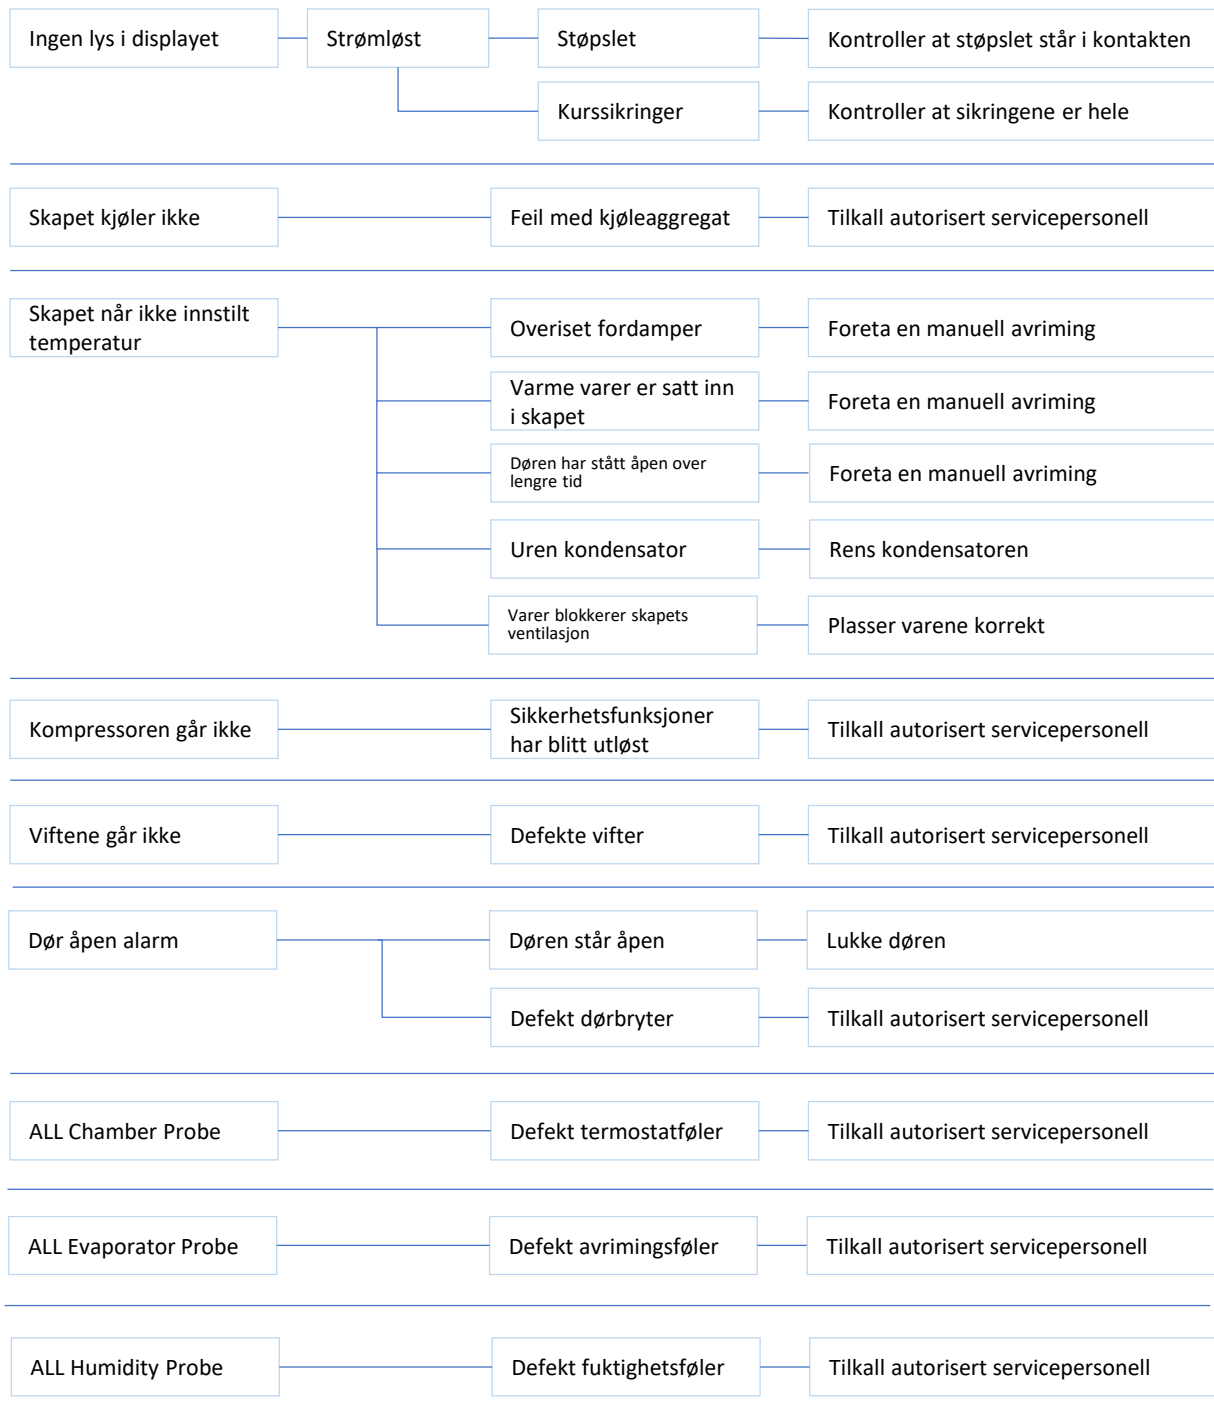 Ingen lys i displayet
Strømløst
Støpslet
Kontroller at støpslet står i kontakten
Kurssikringer
Kontroller at sikringene er hele
Skapet kjøler ikke
Feil med kjøleaggregat
Tilkall autorisert servicepersonell
Skapet når ikke innstilt
temperatur
Overiset fordamper
Foreta en manuell avriming
Varme varer er satt inn
i skapet
Foreta en manuell avriming
Døren har stått åpen over
lengre tid
Foreta en manuell avriming
Uren kondensator
Rens kondensatoren
Varer blokkerer skapets
ventilasjon
Plasser varene korrekt
Kompressoren går ikke
Sikkerhetsfunksjoner
har blitt utløst
Tilkall autorisert servicepersonell
Viftene går ikke
Defekte vifter
Tilkall autorisert servicepersonell
Dør åpen alarm
Døren står åpen
Lukke døren
Defekt dørbryter
Tilkall autorisert servicepersonell
ALL Chamber Probe
Defekt termostatføler
Tilkall autorisert servicepersonell
ALL Evaporator Probe
Defekt avrimingsføler
Tilkall autorisert servicepersonell
ALL Humidity Probe
Defekt fuktighetsføler
Tilkall autorisert servicepersonell